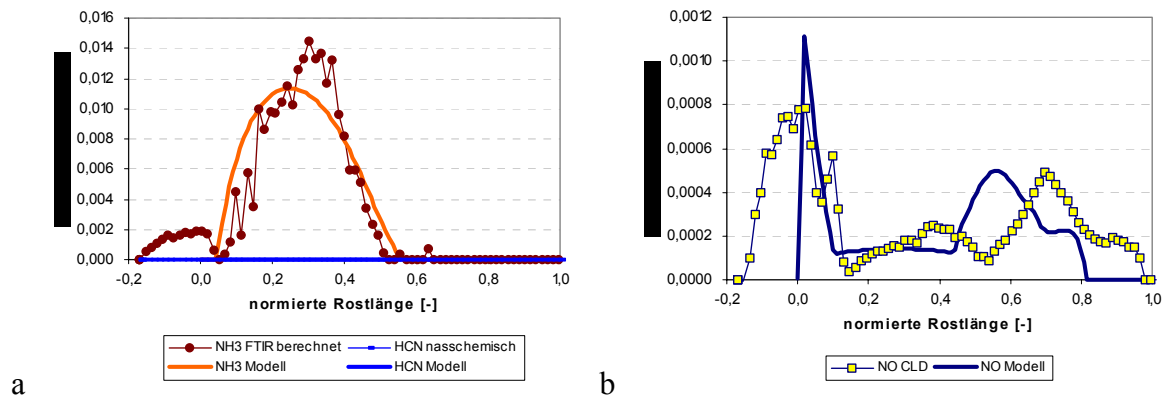 0,016
0,014
0,012
0,010
0,008
0,006
0,004
0,002
0,000
-0,2 0,0 0,2 0,4 0,6 0,8 1,0
normierte Rostlänge [-]
NH3 FTIR berechnet HCN nasschemisch
NH3 Modell HCN Modell
a
0,0012
0,0010
0,0008
0,0006
0,0004
0,0002
0,0000
-0,2 0,0 0,2 0,4 0,6 0,8 1,0
normierte Rostlänge [-]
NO CLD NO Modell
b